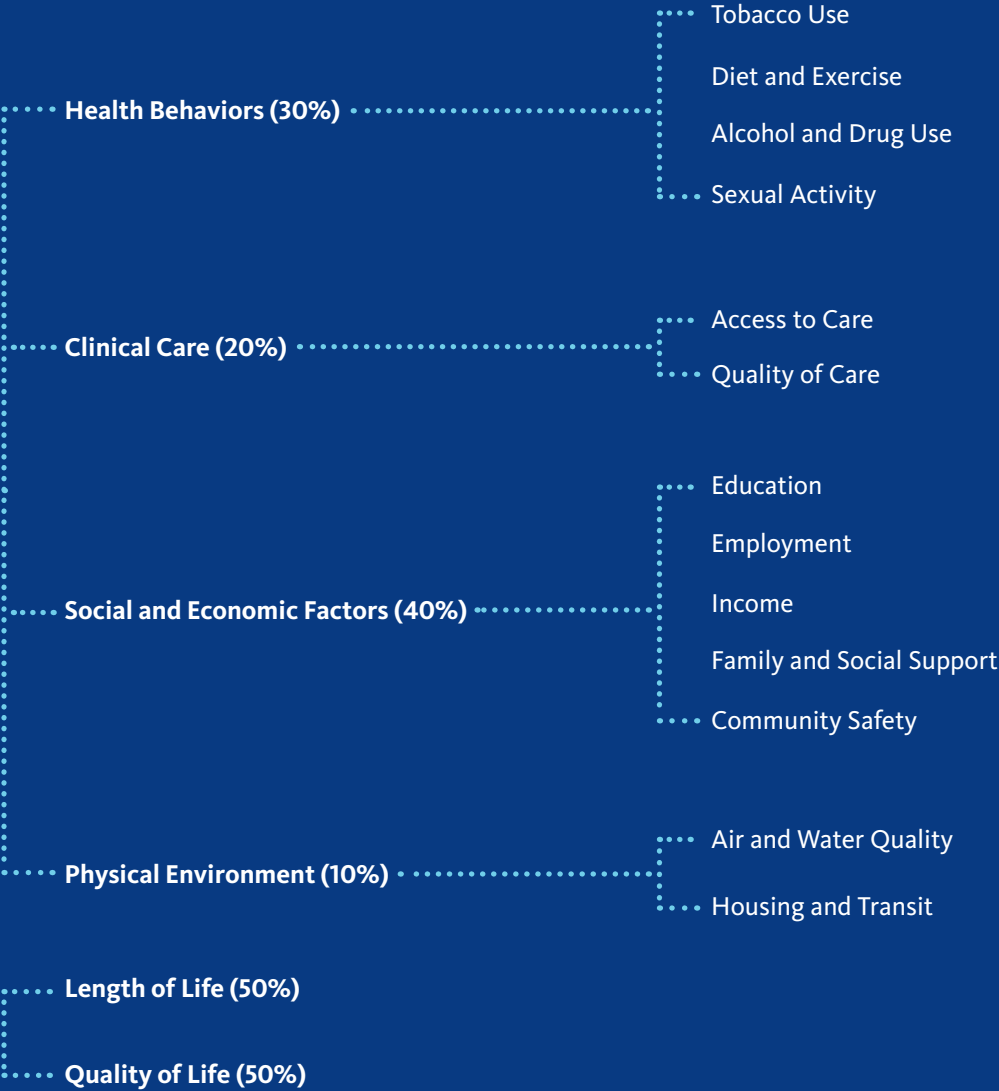 Health Behaviors (30%)
Tobacco Use
Diet and Exercise
Alcohol and Drug Use
Sexual Activity
Clinical Care (20%)
Access to Care
Quality of Care
Social and Economic Factors (40%)
Education
Employment
Income
Family and Social Support
Community Safety
Physical Environment (10%)
Air and Water Quality
Housing and Transit
Length of Life (50%)
Quality of Life (50%)